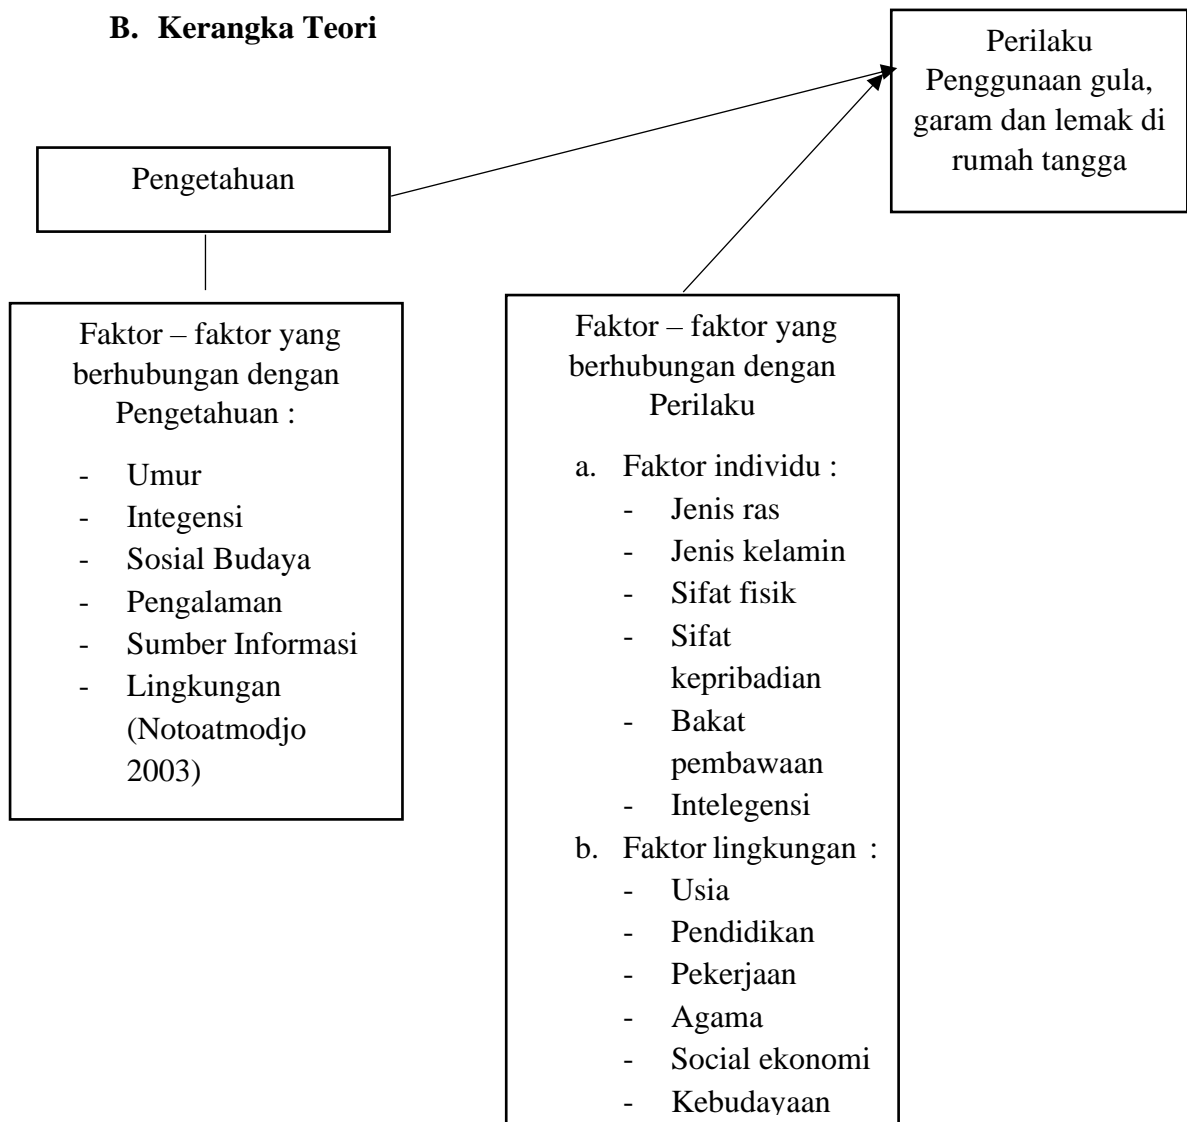 B. Kerangka Teori
Perilaku
Penggunaan gula,
garam dan lemak di
rumah tangga
Pengetahuan
Faktor – faktor yang
berhubungan dengan
Pengetahuan :
- Umur
- Integensi
- Sosial Budaya
- Pengalaman
- Sumber Informasi
- Lingkungan
(Notoatmodjo
2003)
Faktor – faktor yang
berhubungan dengan
Perilaku
a. Faktor individu :
- Jenis ras
- Jenis kelamin
- Sifat fisik
- Sifat
kepribadian
- Bakat
pembawaan
- Intelegensi
b. Faktor lingkungan :
- Usia
- Pendidikan
- Pekerjaan
- Agama
- Social ekonomi
- Kebudayaan